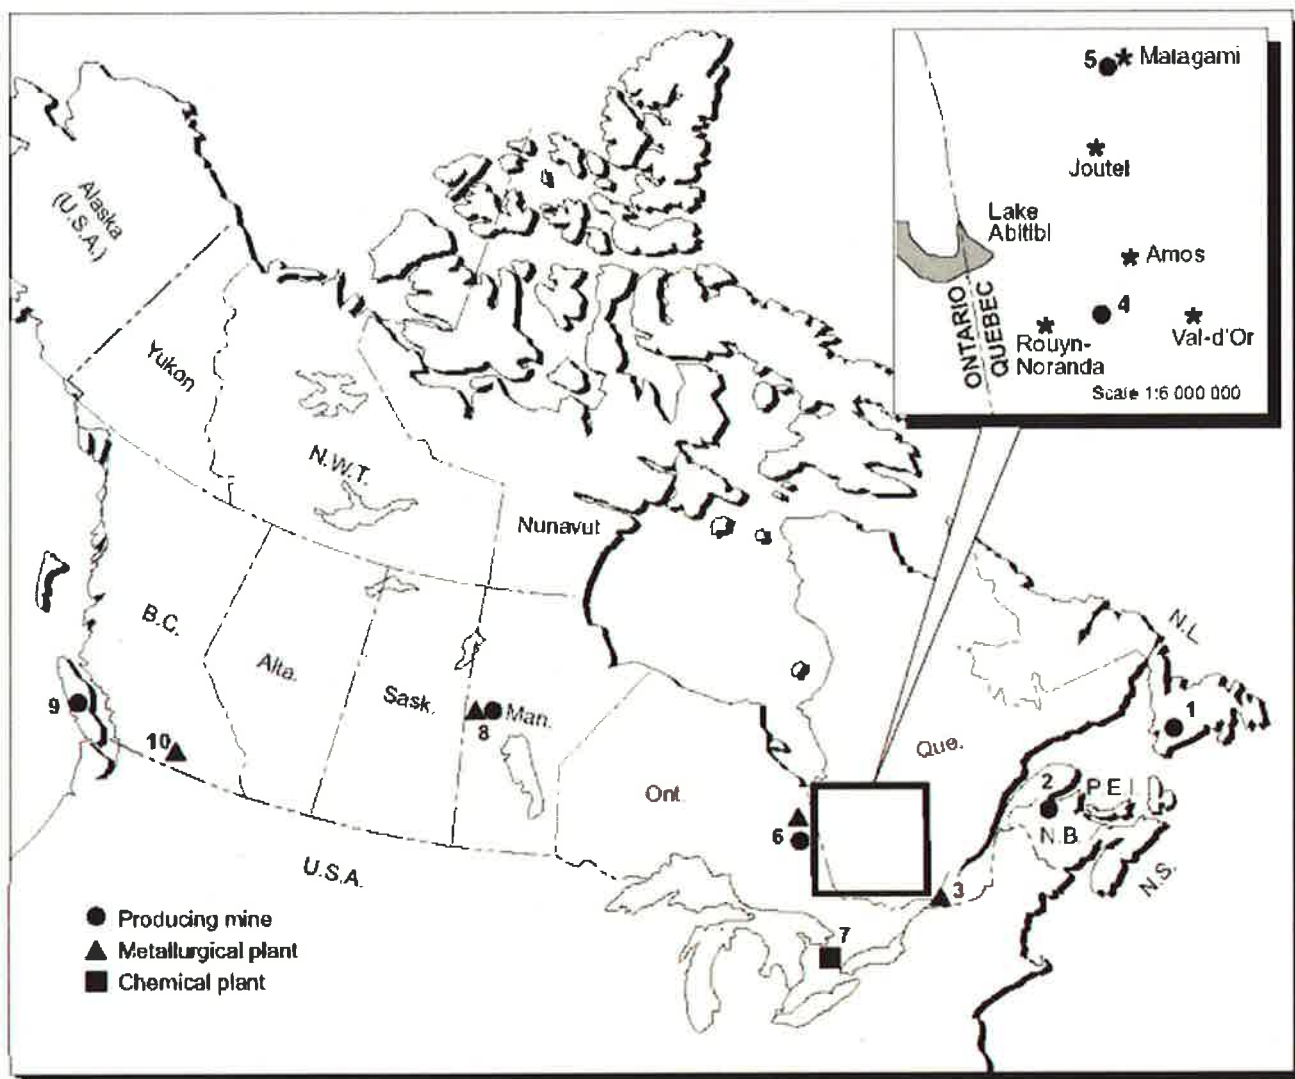 5
Matagami
Joutel
Lake
Abitibi
Amos
4
ONTARIO
QUEBEC
Rouyn-
Noranda
Val-d'Or
Scale 1:6 000 000
Alaska
(U.S.A.)
Yukon
N.W.T.
Nunavut
B.C.
Alta.
Sask.
Man.
8
9
10
Ont.
Que.
N.L.
1
2
P E I
N.B.
N.S.
6
3
7
U.S.A.
Producing mine
Metallurgical plant
Chemical plant